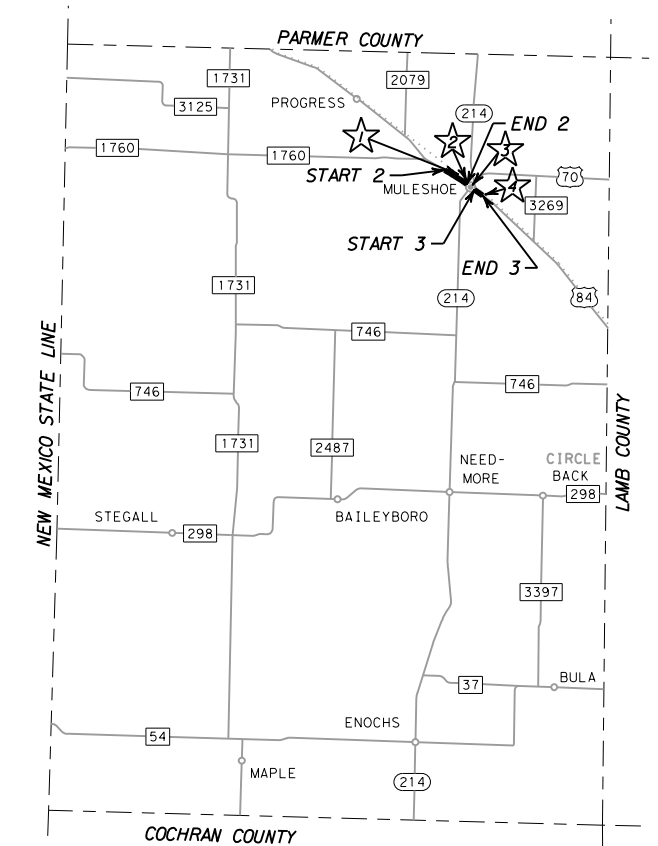 PARMER COUNTY
1731
2079
3125
PROGRESS
214
END 2
1
2
3
1760
1760
START 2
70
MULESHOE
4
3269
START 3
END 3
1731
214
84
746
NEW MEXICO STATE LINE
746
746
LAMB COUNTY
1731
2487
NEED-
MORE
CIRCLE
BACK
298
STEGALL
298
BAILEYBORO
3397
37
BULA
54
ENOCHS
MAPLE
214
COCHRAN COUNTY